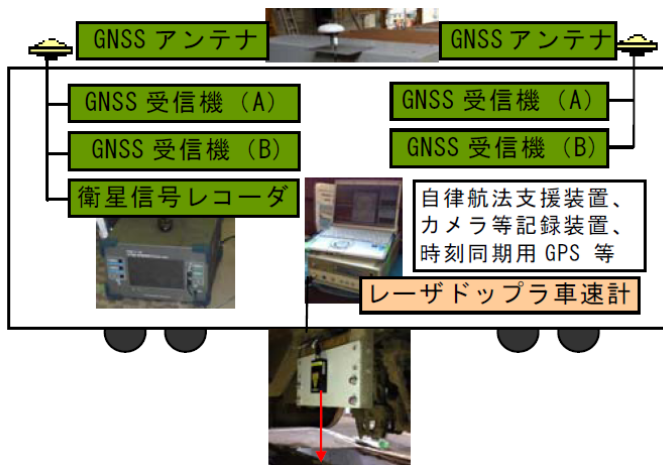 GNSS アンテナ
GNSS アンテナ
GNSS 受信機（A）
GNSS 受信機（A）
GNSS 受信機（B）
GNSS 受信機（B）
衛星信号レコーダ
自律航法支援装置、
カメラ等記録装置、
時刻同期用 GPS 等
レーザドップラ車速計